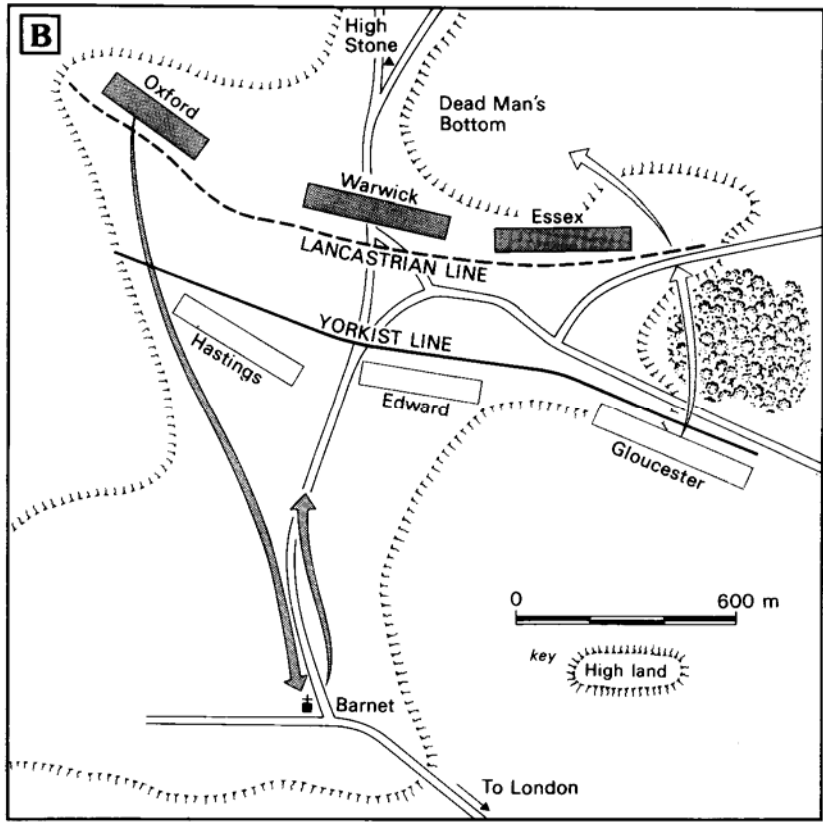 B
High
Stone
Oxford
Dead Man's
Bottom
Warwick
Essex
LANCASTRIAN LINE
YORKIST LINE
Hastings
Edward
Gloucester
0 600 m
key
High land
Barnet
To London